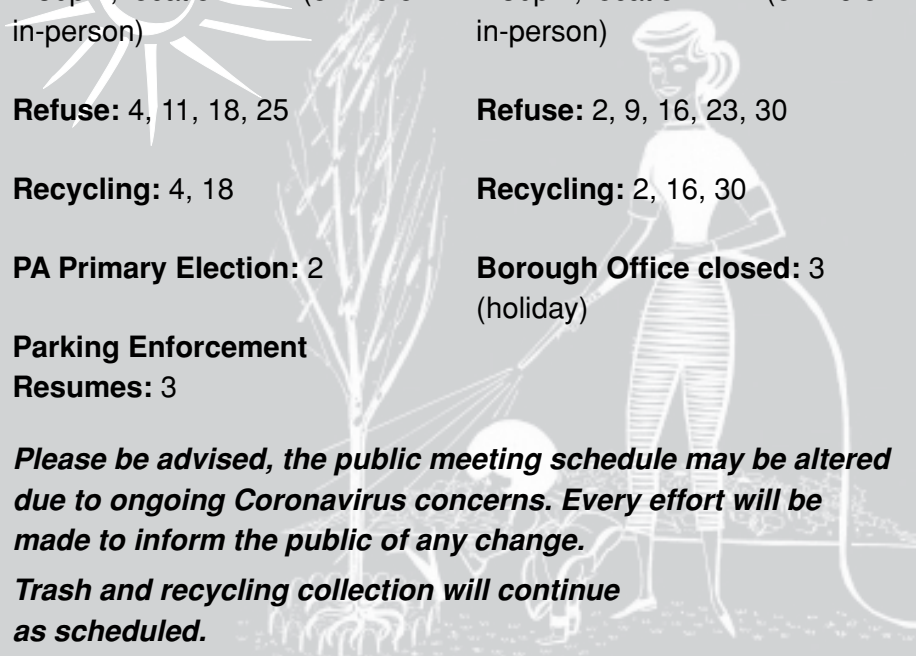 in-person)
Refuse: 4, 11, 18, 25
Recycling: 4, 18
PA Primary Election: 2
Parking Enforcement
Resumes: 3
in-person)
Refuse: 2, 9, 16, 23, 30
Recycling: 2, 16, 30
Borough Office closed: 3
(holiday)
Please be advised, the public meeting schedule may be altered
due to ongoing Coronavirus concerns. Every effort will be
made to inform the public of any change.
Trash and recycling collection will continue
as scheduled.